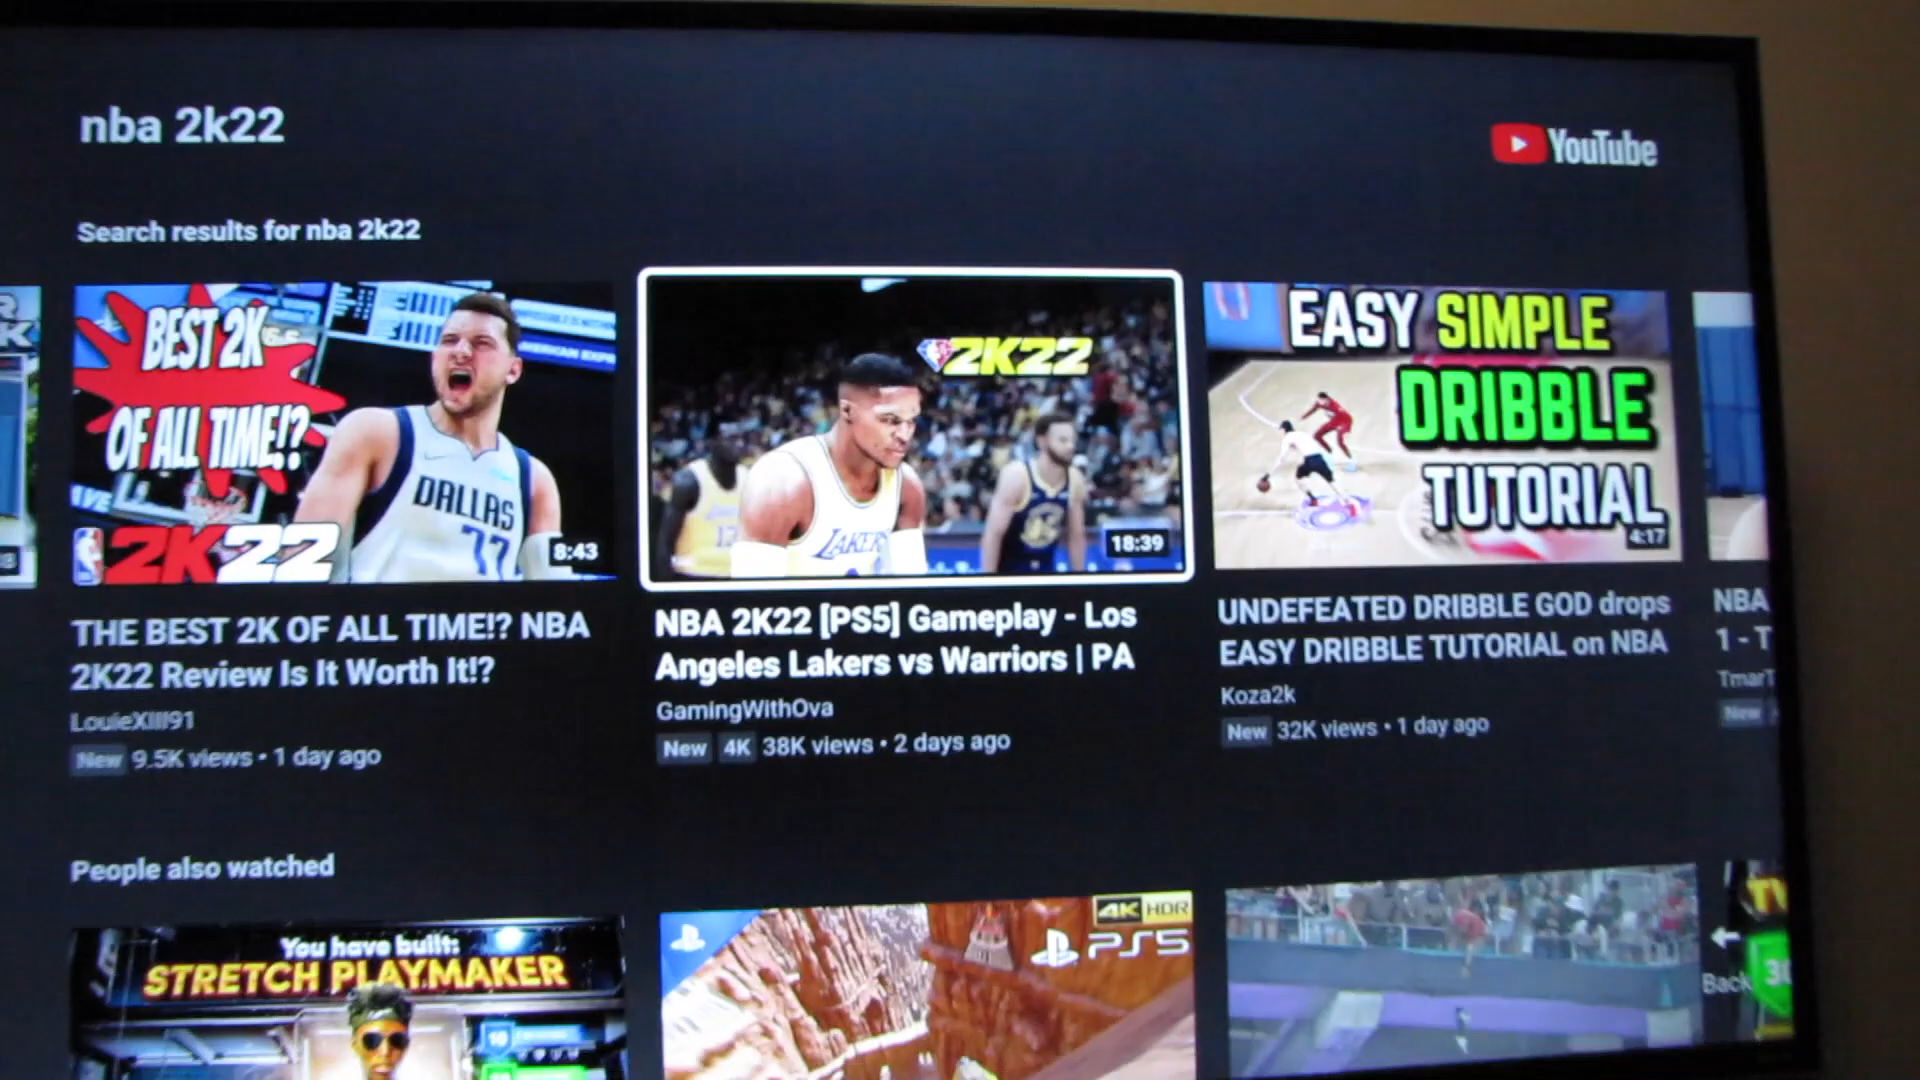 nba 2k22
YouTube
Search results for nba 2k22
BEST 2K
OF ALL TIME!?
AMERICAN EXPR
DALLAS
77
2K22
8:43
THE BEST 2K OF ALL TIME!? NBA
2K22 Review Is It Worth It!?
LouieXIII91
New 9.5K views • 1 day ago
2K22
LAKERS
18:39
NBA 2K22 [PS5] Gameplay - Los
Angeles Lakers vs Warriors | PA
GamingWithOva
New 4K 38K views • 2 days ago
EASY SIMPLE
DRIBBLE
TUTORIAL
4:17
UNDEFEATED DRIBBLE GOD drops
EASY DRIBBLE TUTORIAL on NBA
Koza2k
New 32K views • 1 day ago
NBA
1 - T
TmarT
New
People also watched
You have built:
STRETCH PLAYMAKER
4K HDR
PS5
Back